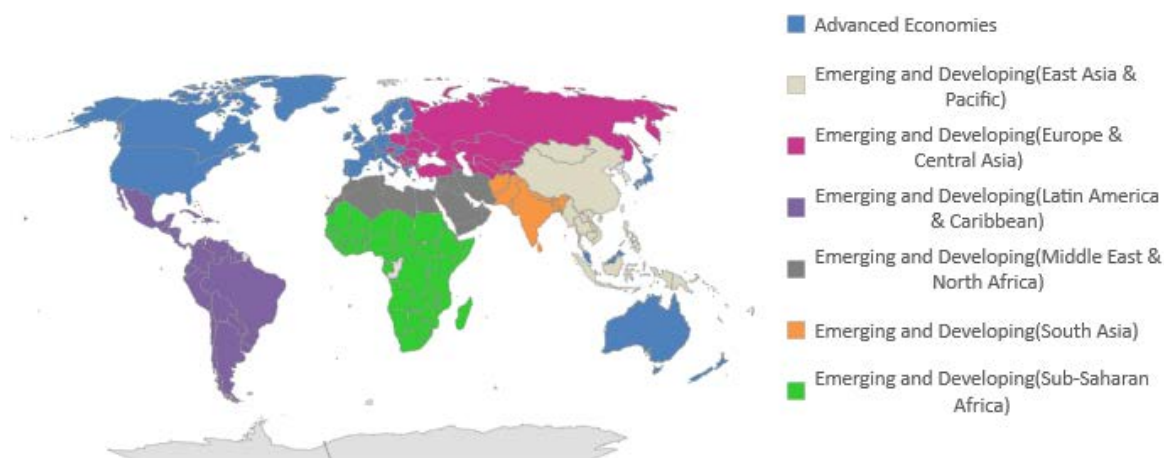 Advanced Economies
Emerging and Developing(East Asia &
Pacific)
Emerging and Developing(Europe &
Central Asia)
Emerging and Developing(Latin America
& Caribbean)
Emerging and Developing(Middle East &
North Africa)
Emerging and Developing(South Asia)
Emerging and Developing(Sub-Saharan
Africa)